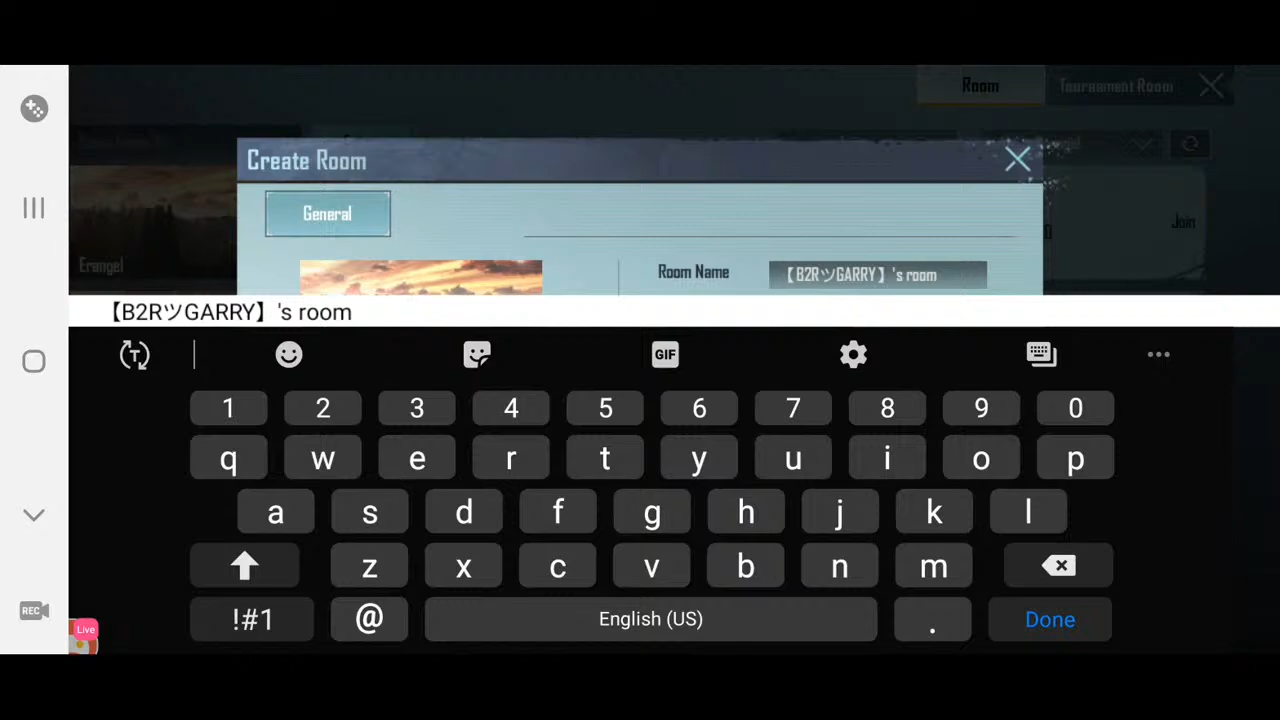 Room
Tournament Room
Create Room
General
Join
Erangel
Room Name
【B2RツGARRY】's room
【B2RツGARRY】's room
T
GIF
1 2 3 4 5 6 7 8 9 0
q w e r t y u i o p
a s d f g h j k l
z x c v b n m
REC
Live
!#1
@
English (US)
.
Done